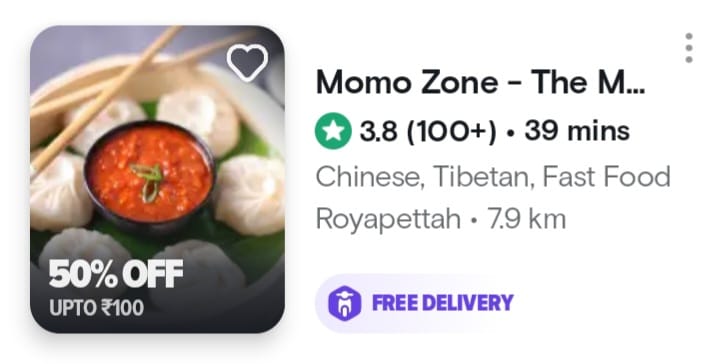 Momo Zone - The M...
3.8 (100+) • 39 mins
Chinese, Tibetan, Fast Food
Royapettah • 7.9 km
FREE DELIVERY
50% OFF
UPTO ₹100